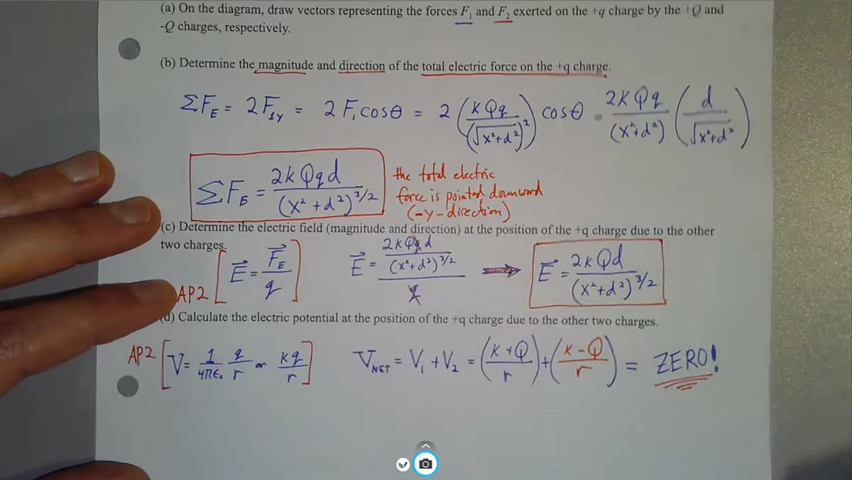 (a) On the diagram, draw vectors representing the forces F₁ and F₂ exerted on the +q charge by the +Q and
-Q charges, respectively.
(b) Determine the magnitude and direction of the total electric force on the +q charge.
ΣF_E = 2F_1y = 2F₁cosθ = 2(kQq/(√x²+d²)²) cosθ = 2kQq/(x²+d²) (d/√x²+d²)
ΣF_E = 2kQqd/(x²+d²)^3/2
the total electric
force is pointed downward
(-y-direction)
(c) Determine the electric field (magnitude and direction) at the position of the +q charge due to the other
two charges.
AP2 [E⃗ = F⃗_E/q] E⃗ = (2kQqd/(x²+d²)^3/2)/q → E⃗ = 2kQd/(x²+d²)^3/2
(d) Calculate the electric potential at the position of the +q charge due to the other two charges.
AP2 [V = 1/4πε₀ q/r or kq/r] V_NET = V₁ + V₂ = (k+Q/r) + (k-Q/r) = ZERO!